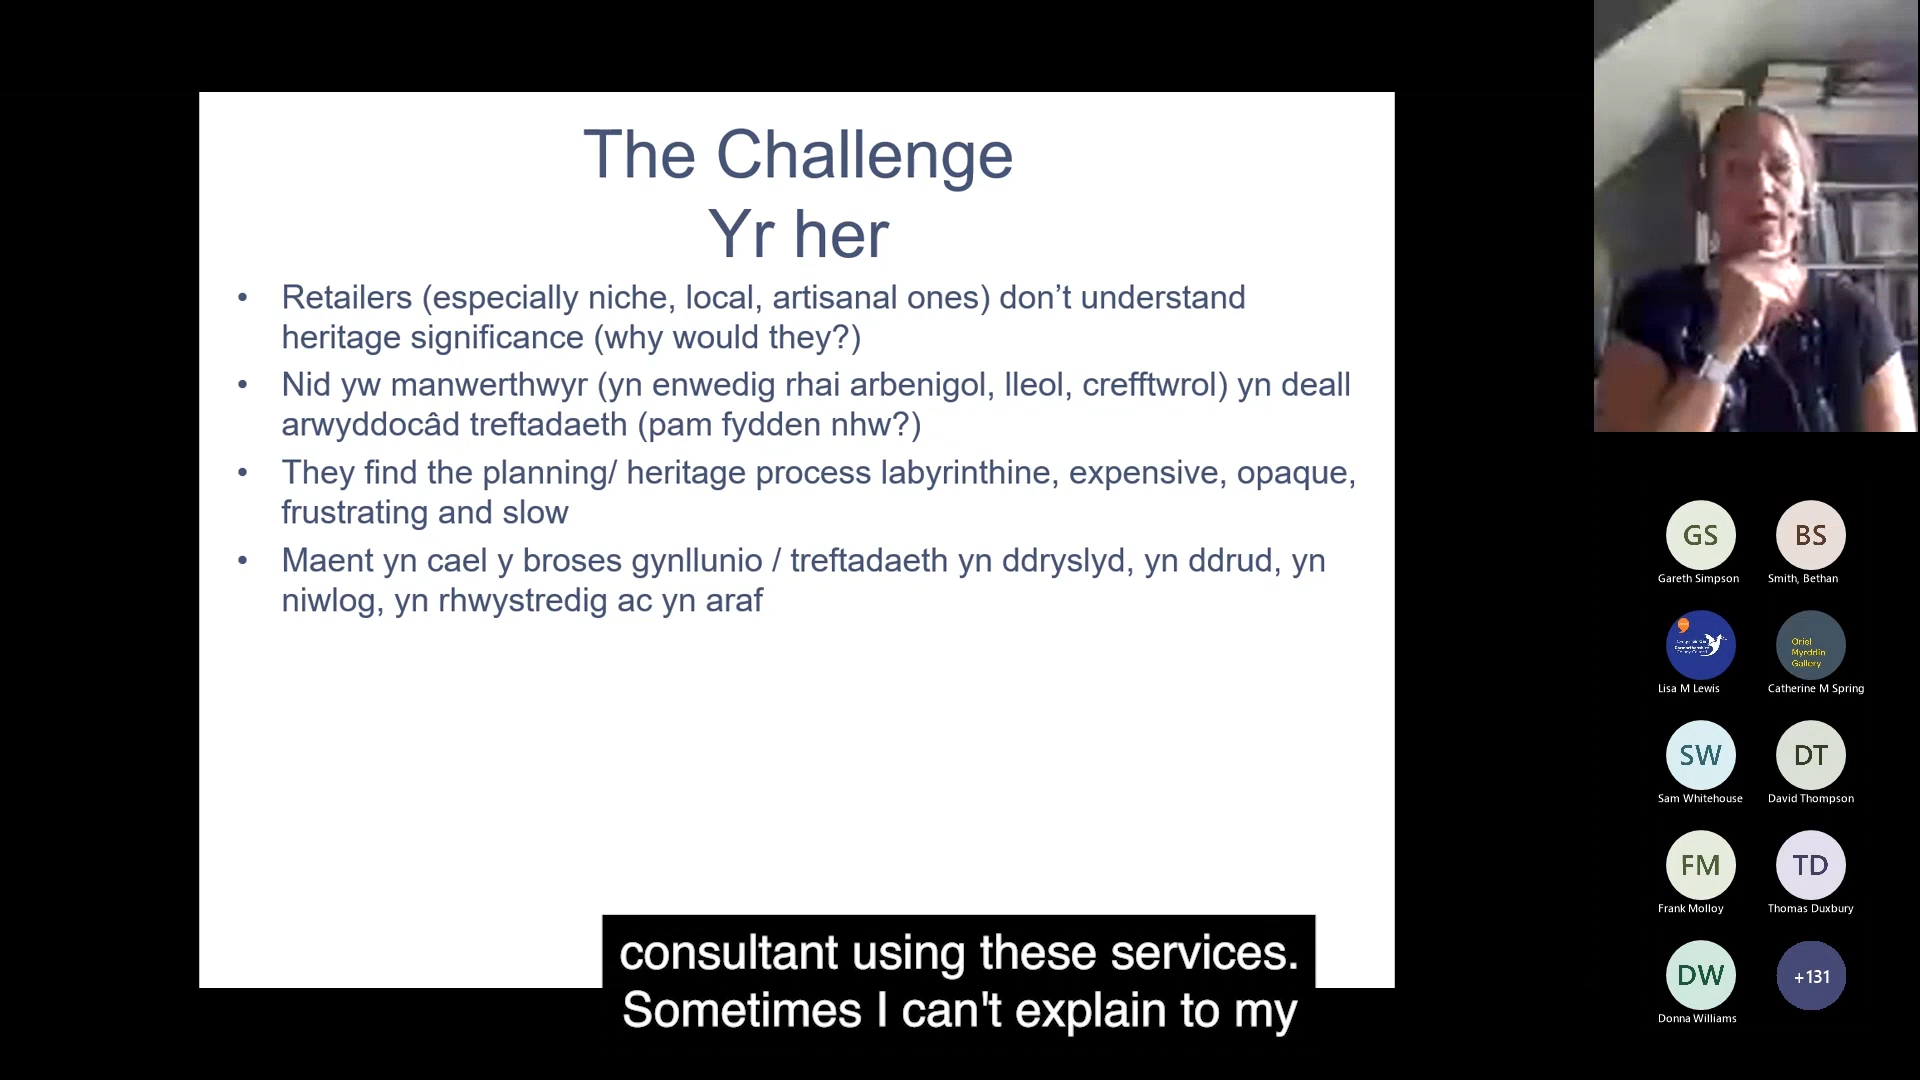 The Challenge
Yr her
• Retailers (especially niche, local, artisanal ones) don’t understand
heritage significance (why would they?)
• Nid yw manwerthwyr (yn enwedig rhai arbenigol, lleol, crefftwrol) yn deall
arwyddocâd treftadaeth (pam fydden nhw?)
• They find the planning/ heritage process labyrinthine, expensive, opaque,
frustrating and slow
• Maent yn cael y broses gynllunio / treftadaeth yn ddryslyd, yn ddrud, yn
niwlog, yn rhwystredig ac yn araf
consultant using these services.
Sometimes I can't explain to my
GS
BS
Gareth Simpson
Smith, Bethan
Oriel
Myrddin
Gallery
Lisa M Lewis
Catherine M Spring
SW
DT
Sam Whitehouse
David Thompson
FM
TD
Frank Molloy
Thomas Duxbury
DW
+131
Donna Williams